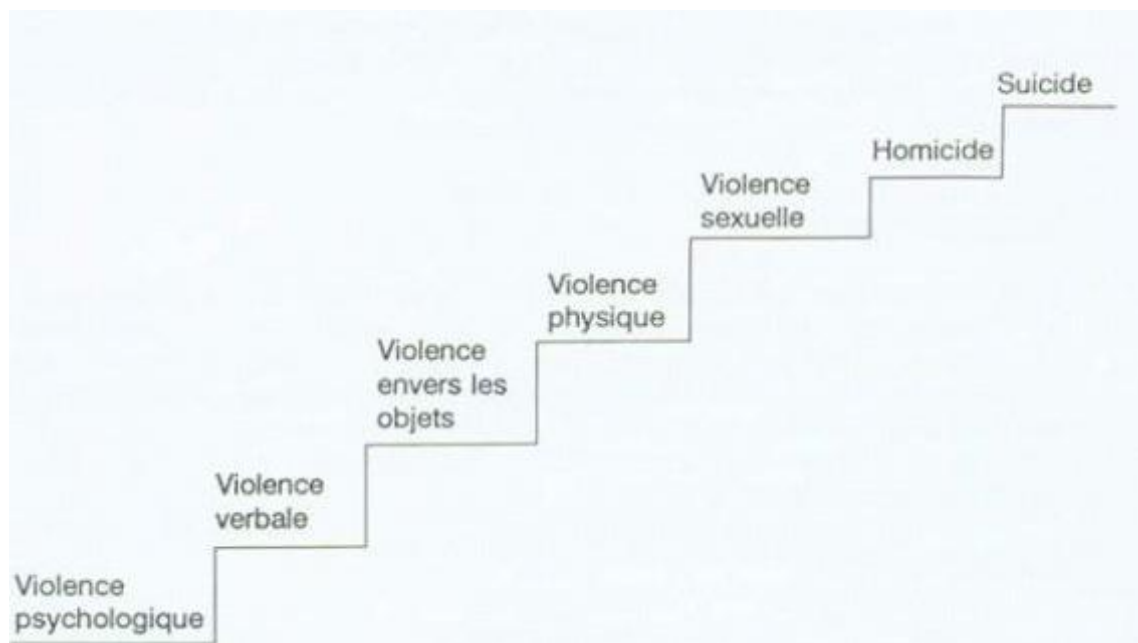 Suicide
Homicide
Violence
sexuelle
Violence
physique
Violence
envers les
objets
Violence
verbale
Violence
psychologique